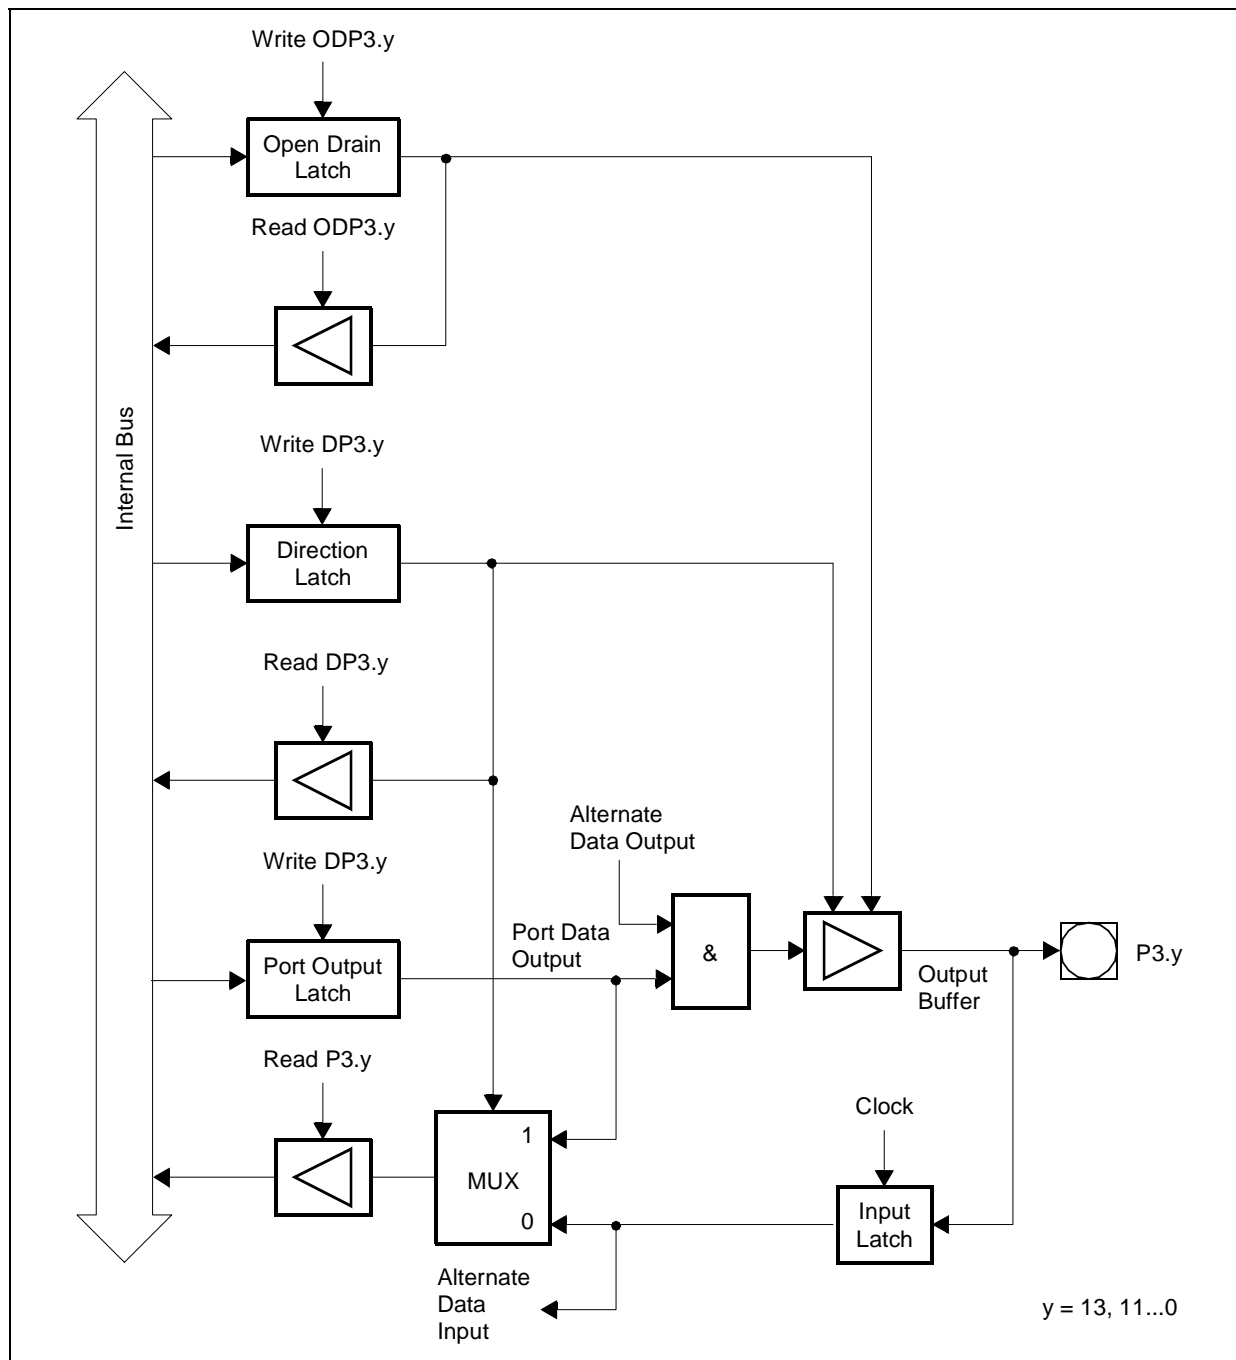 Write ODP3.y
Open Drain
Latch
Read ODP3.y
Internal Bus
Write DP3.y
Direction
Latch
Read DP3.y
Alternate
Data Output
Write DP3.y
Port Data
Output
&
Port Output
Latch
Output
Buffer
P3.y
Read P3.y
Clock
1
MUX
0
Input
Latch
Alternate
Data
Input
y = 13, 11...0